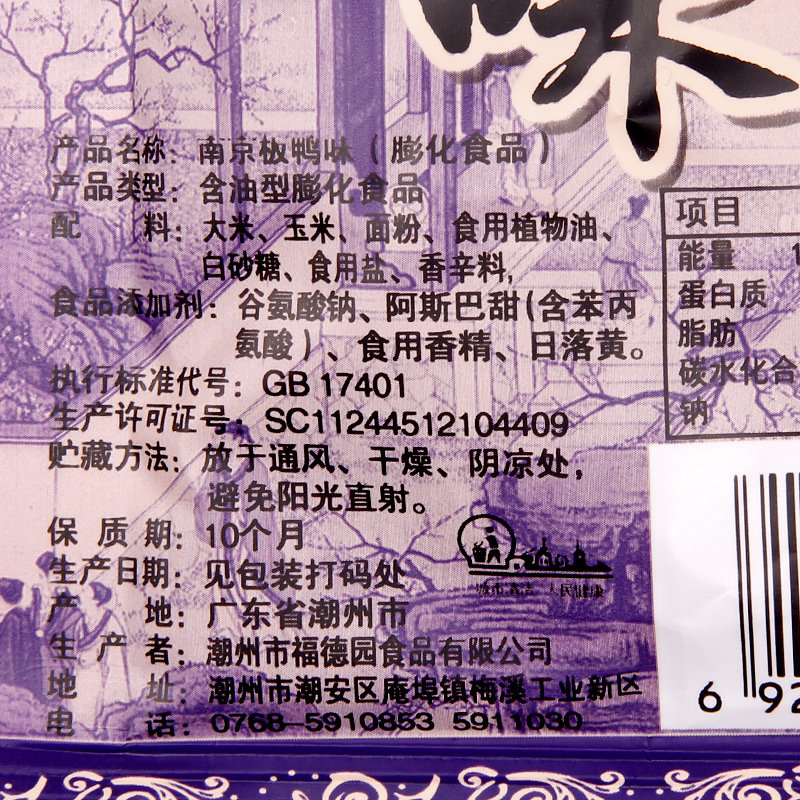 味
产品名称：南京板鸭味（膨化食品）
产品类型：含油型膨化食品
配料：大米、玉米、面粉、食用植物油、
白砂糖、食用盐、香辛料,
食品添加剂：谷氨酸钠、阿斯巴甜(含苯丙
氨酸)、食用香精、日落黄。
执行标准代号：GB 17401
生产许可证号：SC11244512104409
贮藏方法：放于通风、干燥、阴凉处，
避免阳光直射。
保质期：10个月
生产日期：见包装打码处
产地：广东省潮州市
生产者：潮州市福德园食品有限公司
地址：潮州市潮安区庵埠镇梅溪工业新区
电话：0768-5910853 5911030
项目
能量 1
蛋白质
脂肪
碳水化合
钠
人民健康
6 92